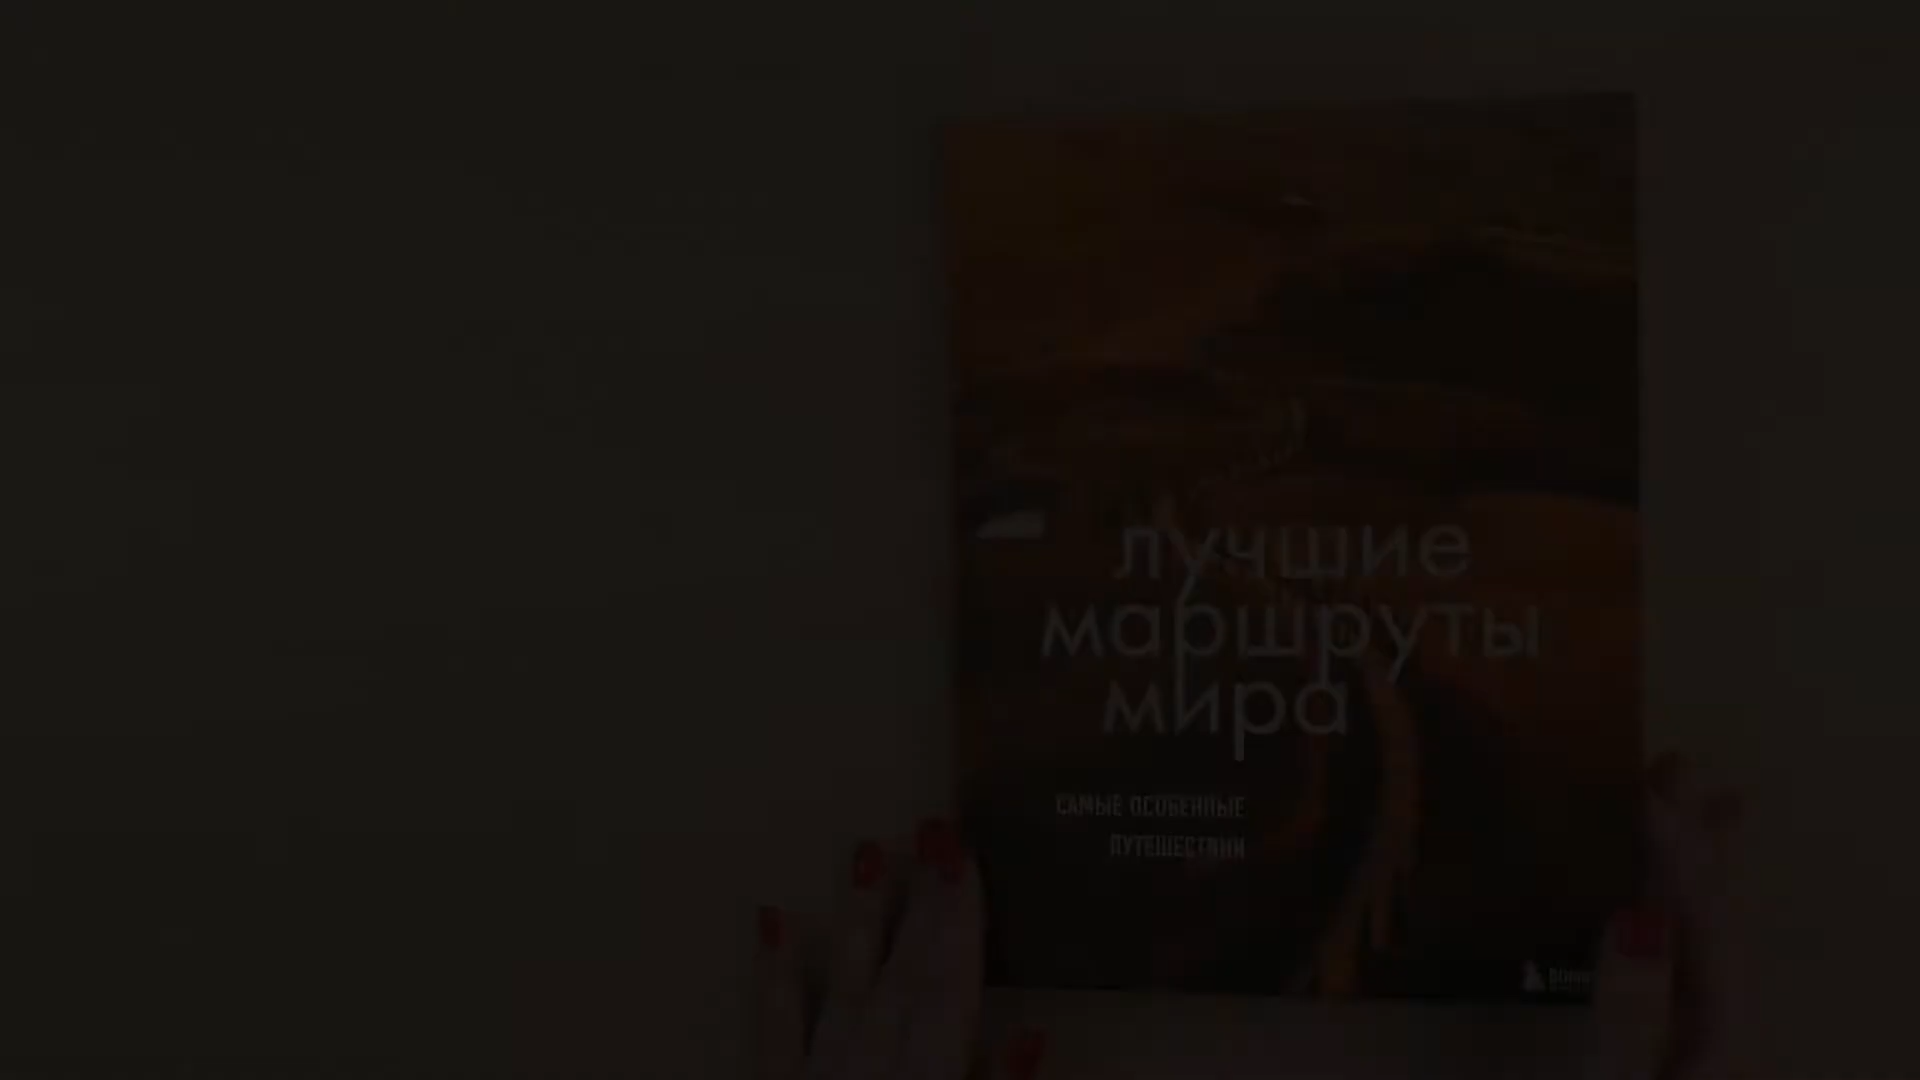 лучшие
маршруты
мира
САМЫЕ ОСОБЕННЫЕ
ПУТЕШЕСТВИЯ